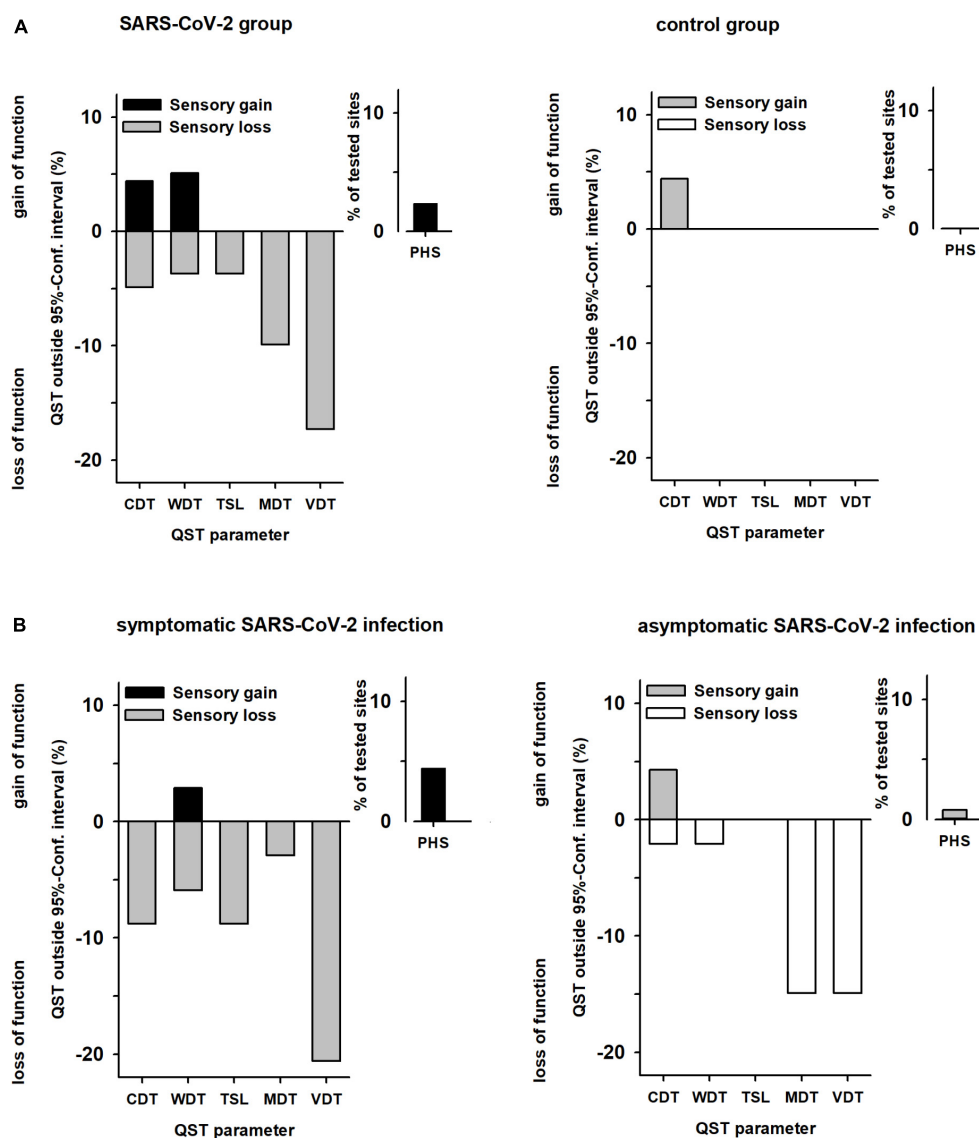 A
SARS-CoV-2 group
control group
gain of function
loss of function
QST outside 95%-Conf. interval (%)
10
0
-10
-20
Sensory gain
Sensory loss
CDT WDT TSL MDT VDT
QST parameter
% of tested sites
10
0
PHS
gain of function
loss of function
QST outside 95%-Conf. interval (%)
10
0
-10
-20
Sensory gain
Sensory loss
CDT WDT TSL MDT VDT
QST parameter
% of tested sites
10
0
PHS
B
symptomatic SARS-CoV-2 infection
asymptomatic SARS-CoV-2 infection
gain of function
loss of function
QST outside 95%-Conf. interval (%)
10
0
-10
-20
Sensory gain
Sensory loss
CDT WDT TSL MDT VDT
QST parameter
% of tested sites
10
0
PHS
gain of function
loss of function
QST outside 95%-Conf. interval (%)
10
0
-10
-20
Sensory gain
Sensory loss
CDT WDT TSL MDT VDT
QST parameter
% of tested sites
10
0
PHS